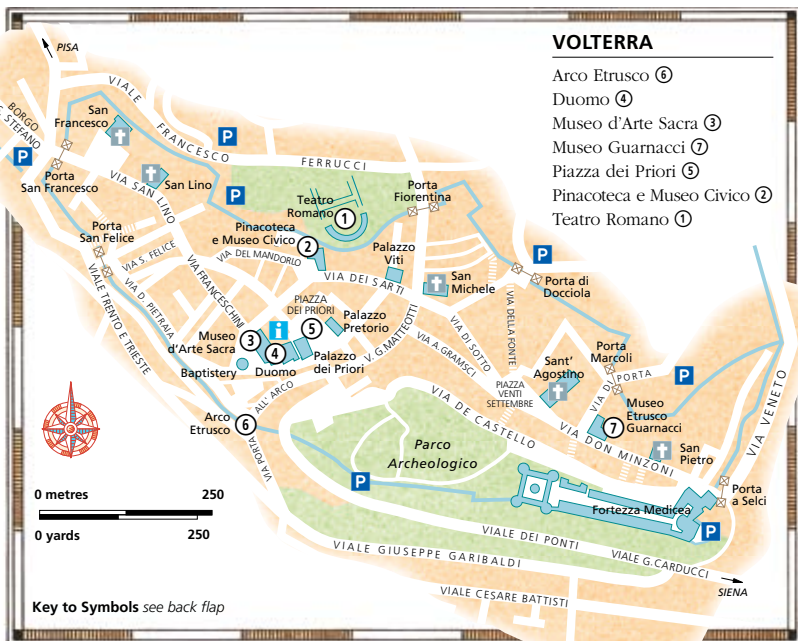 VOLTERRA
Arco Etrusco ⑥
Duomo ④
Museo d'Arte Sacra ③
Museo Guarnacci ⑦
Piazza dei Priori ⑤
Pinacoteca e Museo Civico ②
Teatro Romano ①
PISA
VIALE FRANCESCO FERRUCCI
BORGO
S. STEFANO
San
Francesco
P
P
P
Porta
San Francesco
VIA SAN LINO
San Lino
Teatro
Romano
①
Porta
Fiorentina
Porta
San Felice
Pinacoteca
e Museo Civico
②
VIA S. FELICE
VIA DEL MANDORLO
Palazzo
Viti
VIA DEI SARTI
San
Michele
P
Porta di
Docciola
VIALE TRENTO E TRIESTE
VIA D. PIETRAIA
VIA FRANCESCHINI
PIAZZA
DEI PRIORI
i
⑤
Palazzo
Pretorio
Museo
d'Arte Sacra
③
④
Baptistery
Duomo
Palazzo
dei Priori
V. G.MATTEOTTI
VIA A.GRAMSCI
VIA DI SOTTO
VIA DELLA FONTE
Sant'
Agostino
Porta
Marcoli
VIA DI PORTA
P
PIAZZA
VENTI
SETTEMBRE
Museo
Etrusco
Guarnacci
⑦
VIA VENETO
Arco
Etrusco
⑥
VIA PORTA ALL' ARCO
VIA DE CASTELLO
VIA DON MINZONI
San
Pietro
Parco
Archeologico
P
Fortezza Medicea
Porta
a Selci
P
0 metres 250
0 yards 250
VIALE DEI PONTI
VIALE GIUSEPPE GARIBALDI
VIALE G.CARDUCCI
SIENA
VIALE CESARE BATTISTI
Key to Symbols see back flap